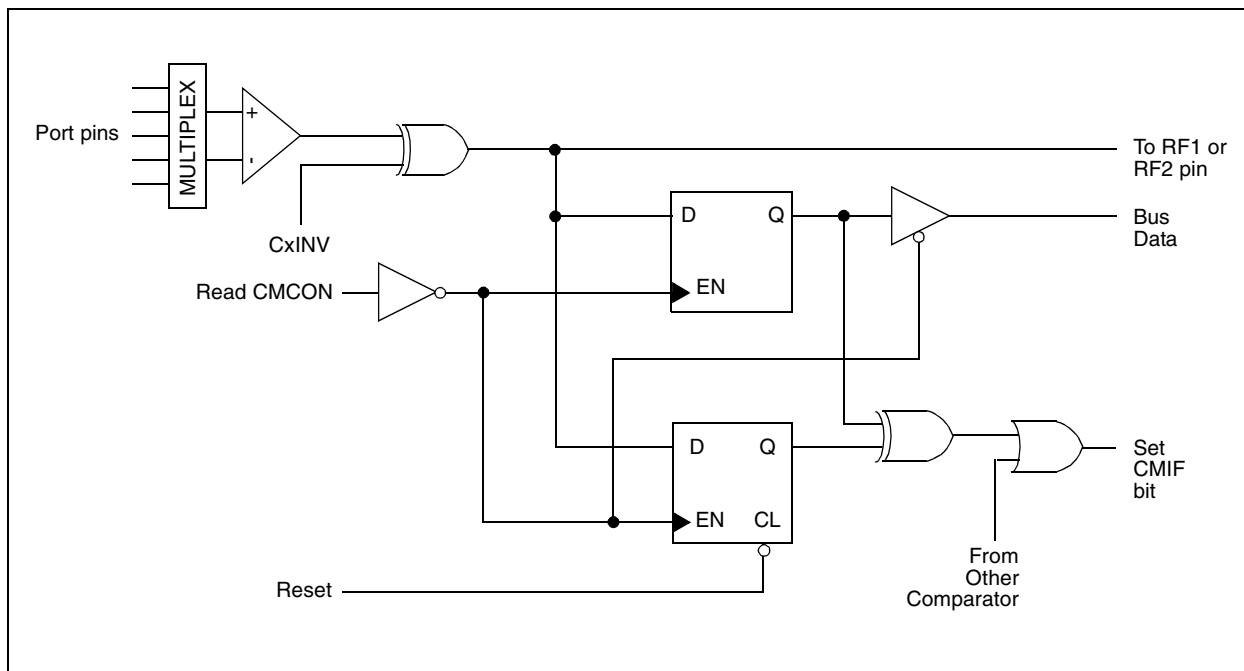 MULTIPLEX
+
-
Port pins
CxINV
To RF1 or
RF2 pin
D
Q
EN
Bus
Data
Read CMCON
D
Q
EN
CL
Set
CMIF
bit
From
Other
Comparator
Reset